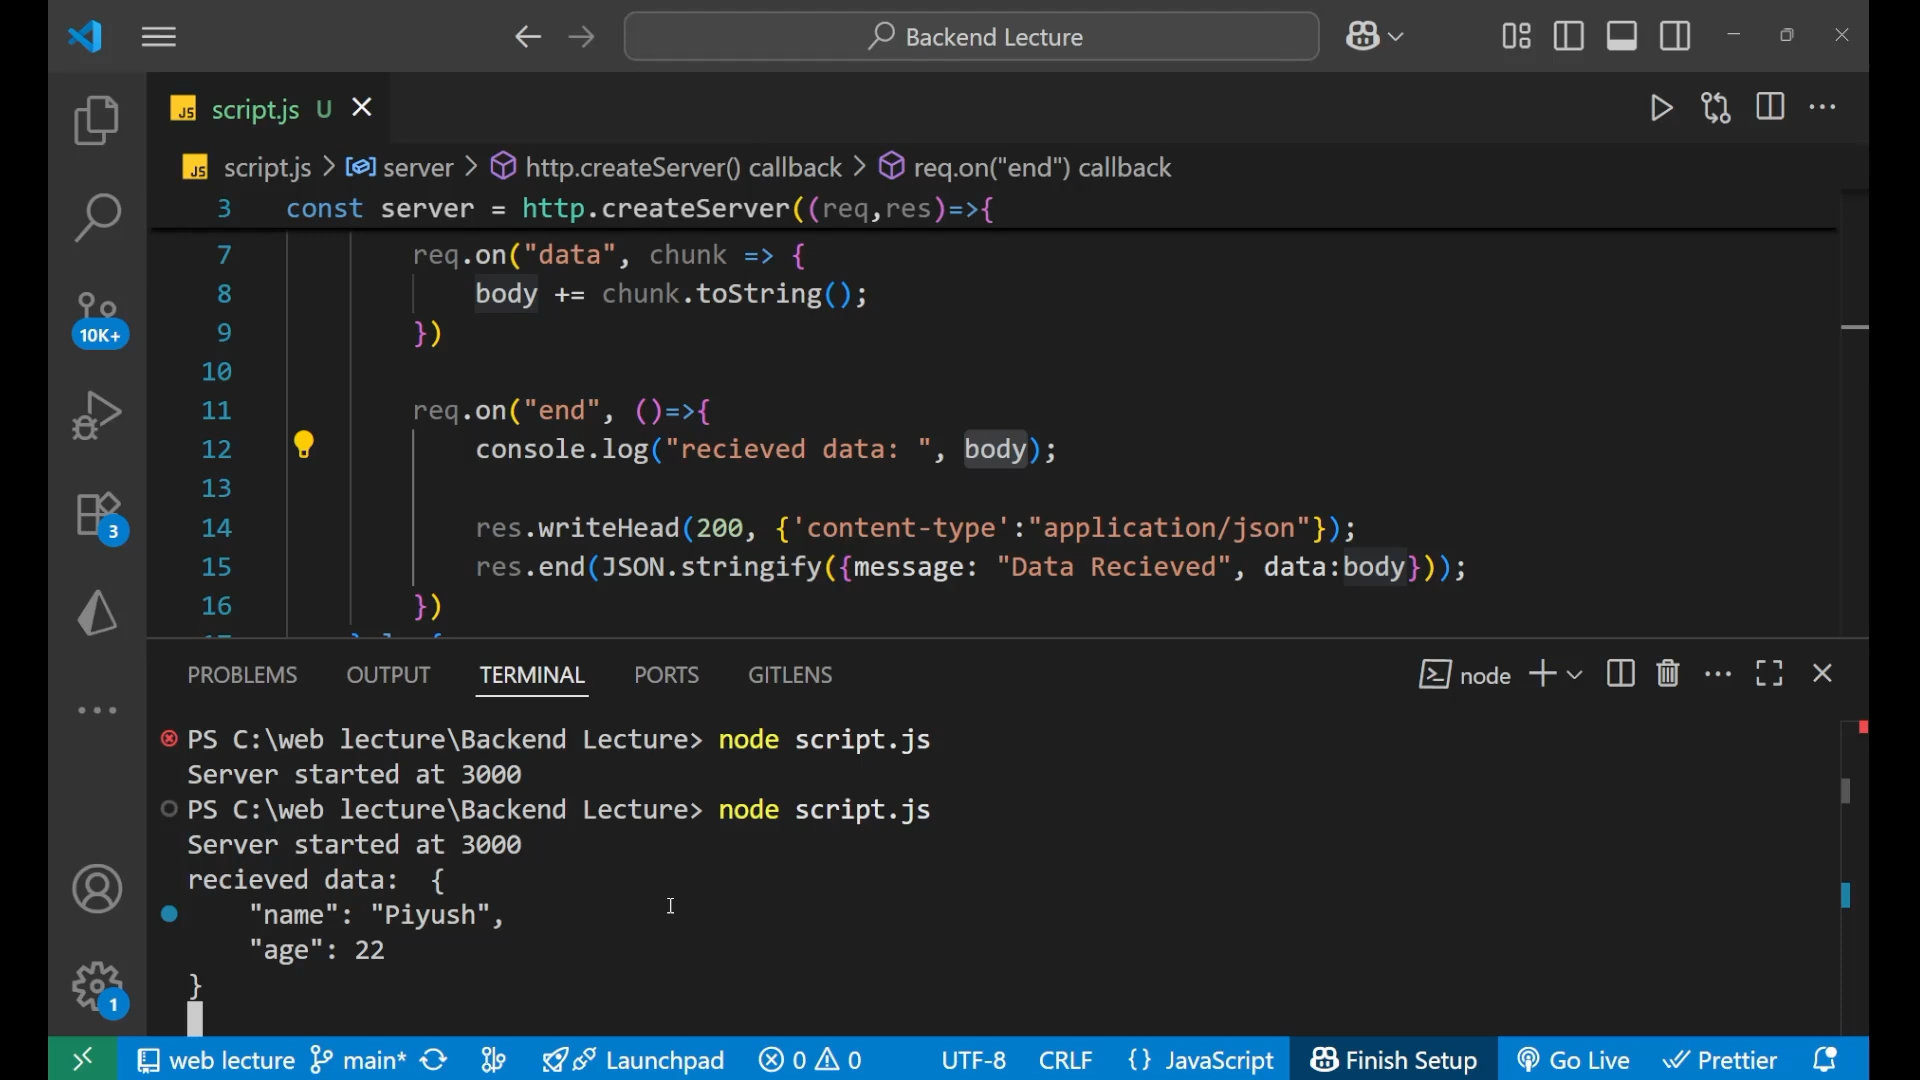 Backend Lecture
JS script.js U
JS script.js > server > http.createServer() callback > req.on("end") callback
3 const server = http.createServer((req,res)=>{
7 req.on("data", chunk => {
8 body += chunk.toString();
9 })
10
11 req.on("end", ()=>{
12 console.log("recieved data: ", body);
13
14 res.writeHead(200, {'content-type':"application/json"});
15 res.end(JSON.stringify({message: "Data Recieved", data:body}));
16 })
10K+
3
1
PROBLEMS OUTPUT TERMINAL PORTS GITLENS
node
PS C:\web lecture\Backend Lecture> node script.js
Server started at 3000
PS C:\web lecture\Backend Lecture> node script.js
Server started at 3000
recieved data:  {
"name": "Piyush",
"age": 22
}
web lecture main* Launchpad 0 0 UTF-8 CRLF {} JavaScript Finish Setup Go Live Prettier